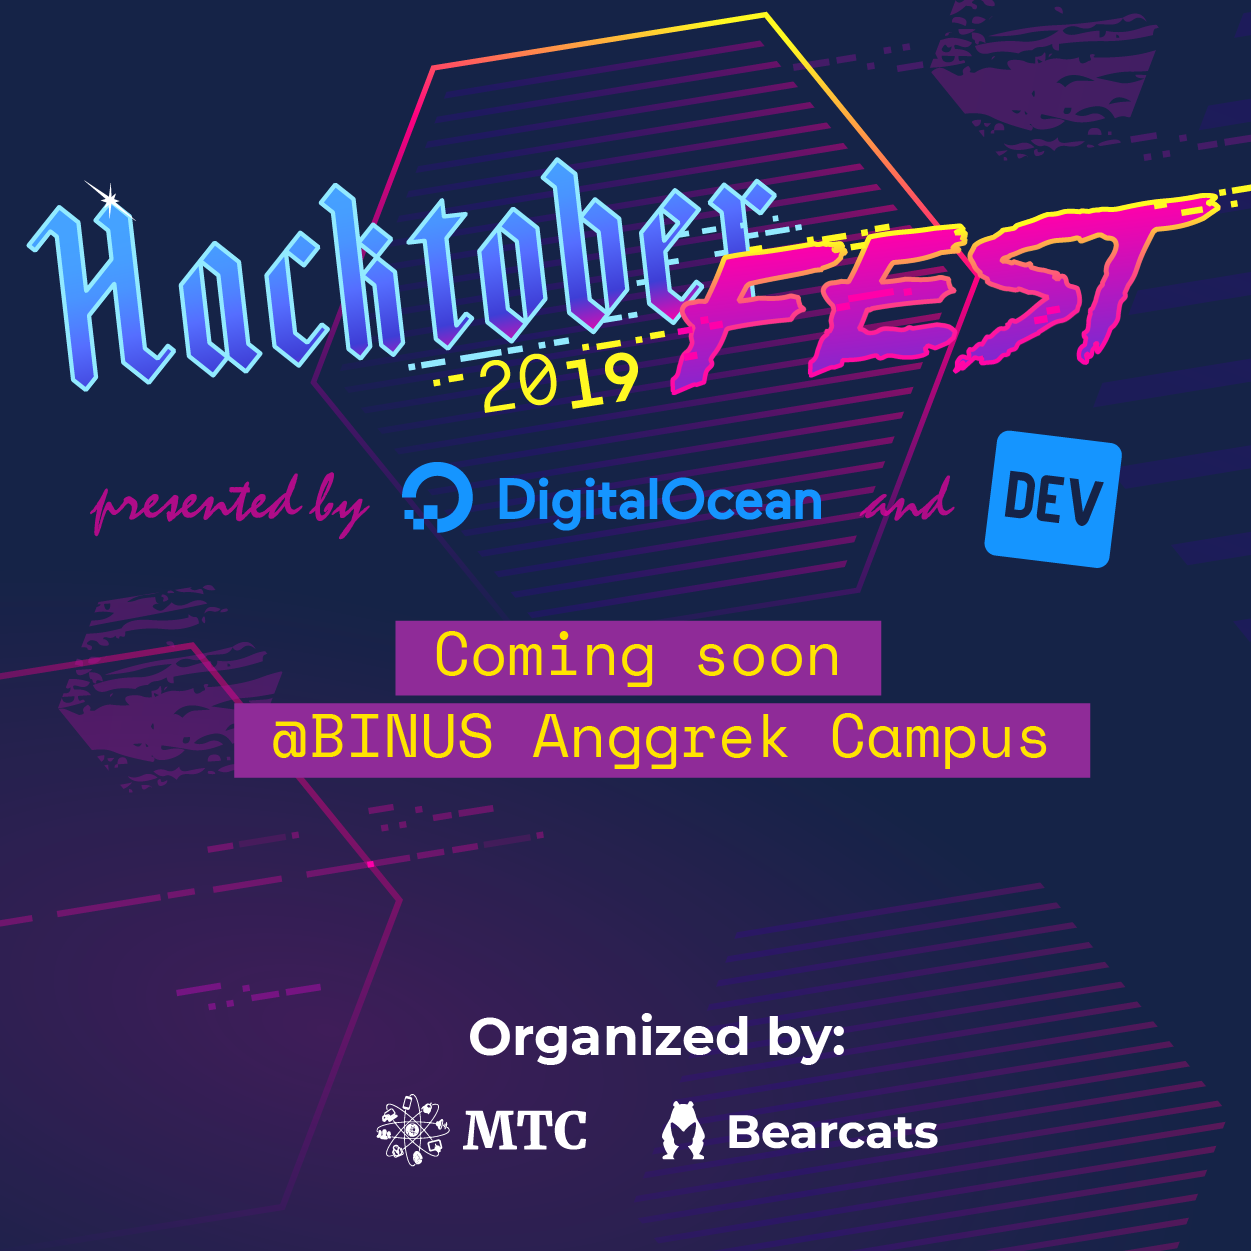 Hacktober FEST
2019
presented by DigitalOcean and DEV
Coming soon
@BINUS Anggrek Campus
Organized by:
MTC Bearcats